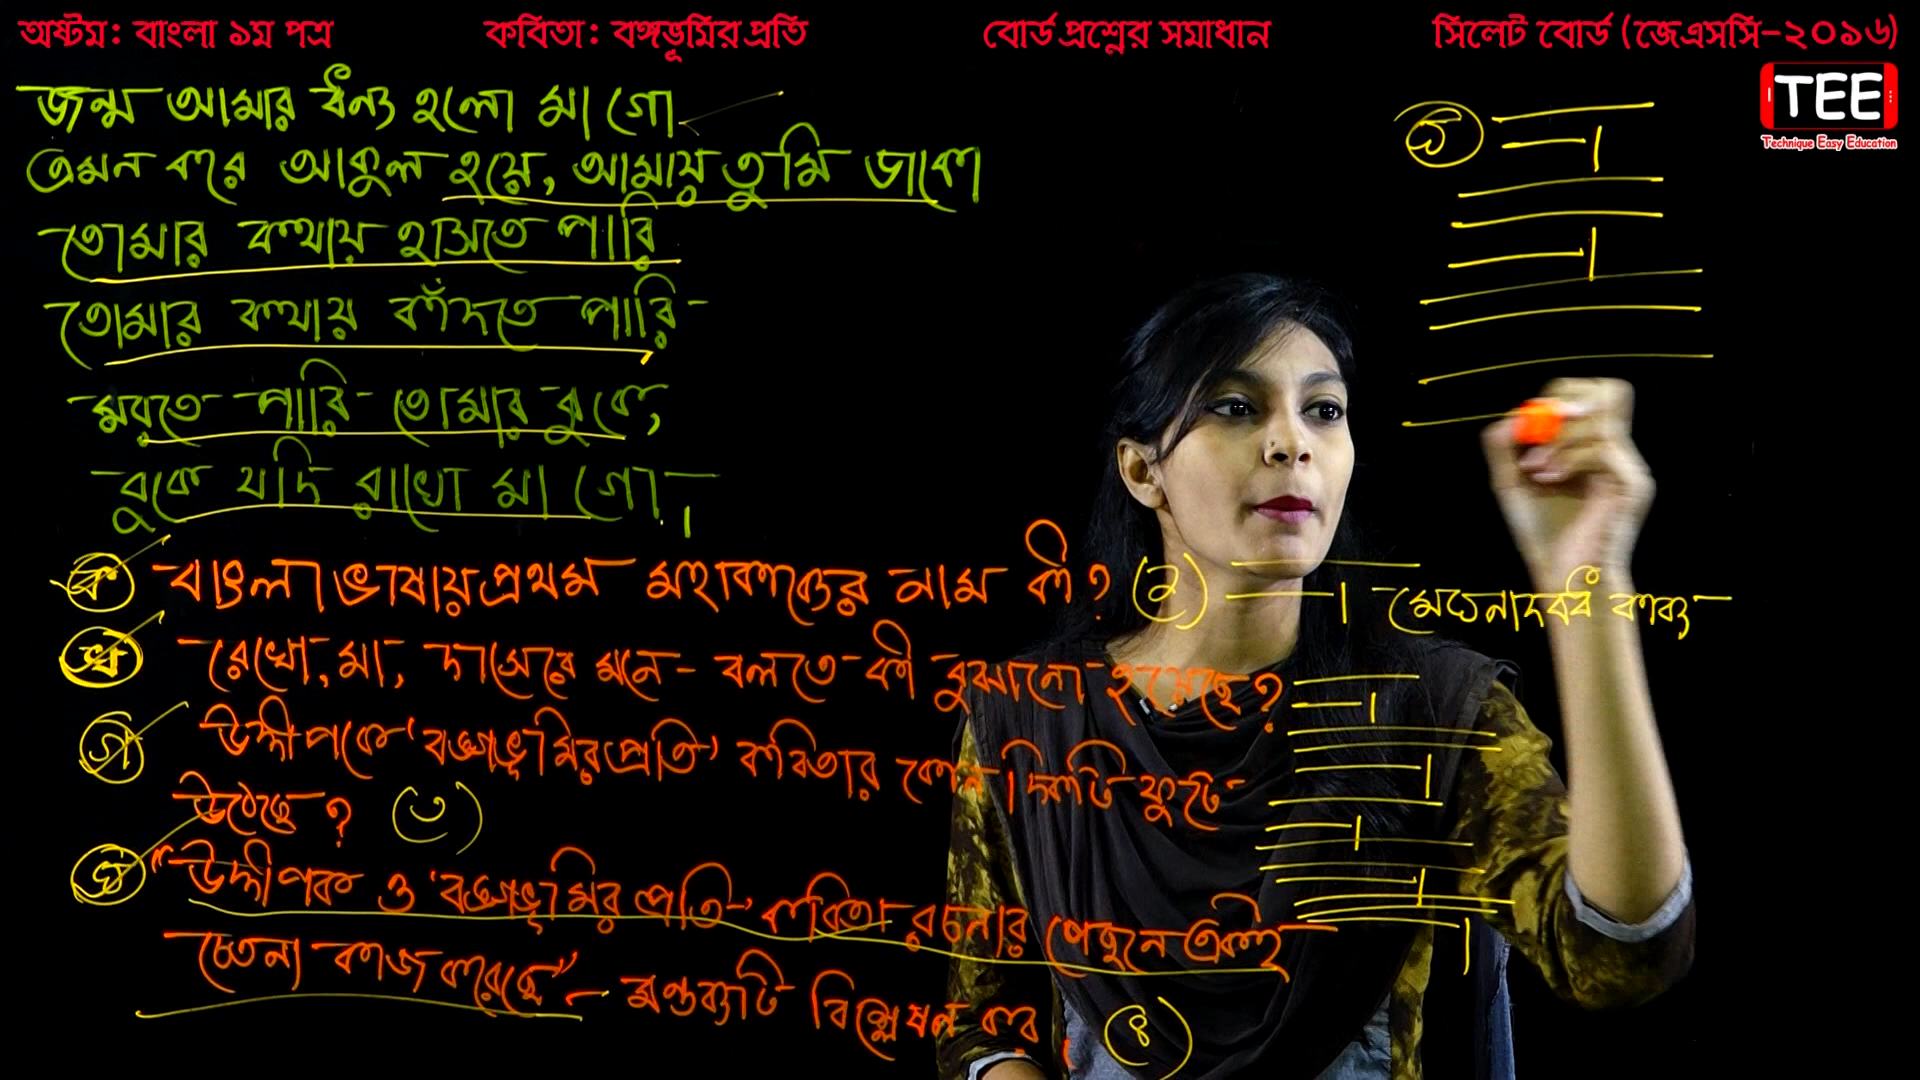 অষ্টম: বাংলা ১ম পত্র
কবিতা: বঙ্গভূমির প্রতি
বোর্ড প্রশ্নের সমাধান
সিলেট বোর্ড (জেএসসি-২০১৬)
TEE
Technique Easy Education
জন্ম আমার ধন্য হলো মা গো
এমন করে আকুল হয়ে, আমায় তুমি ডাকো
তোমার কথায় হাসতে পারি
তোমার কথায় কাঁদতে পারি
মরতে পারি তোমার বুকে,
বুকে যদি রাখো মা গো।
ক বাংলা ভাষায় প্রথম মহাকাব্যের নাম কী? মেঘনাদবধ কাব্য
খ রেখো, মা, দাসেরে মনে - বলতে কী বুঝানো হয়েছে?
গ উদ্দীপকে 'বঙ্গভূমির প্রতি' কবিতার কোন দিকটি ফুটে
উঠেছে? (৩)
ঘ "উদ্দীপক ও 'বঙ্গভূমির প্রতি' কবিতা রচনার পেছনে একই
চেতনা কাজ করেছে" - মন্তব্যটি বিশ্লেষন কর। (৪)